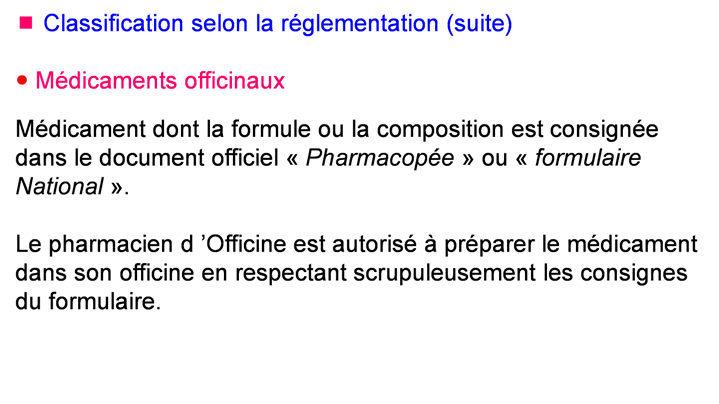 Classification selon la réglementation (suite)
Médicaments officinaux
Médicament dont la formule ou la composition est consignée
dans le document officiel « Pharmacopée » ou « formulaire
National ».
Le pharmacien d ’Officine est autorisé à préparer le médicament
dans son officine en respectant scrupuleusement les consignes
du formulaire.